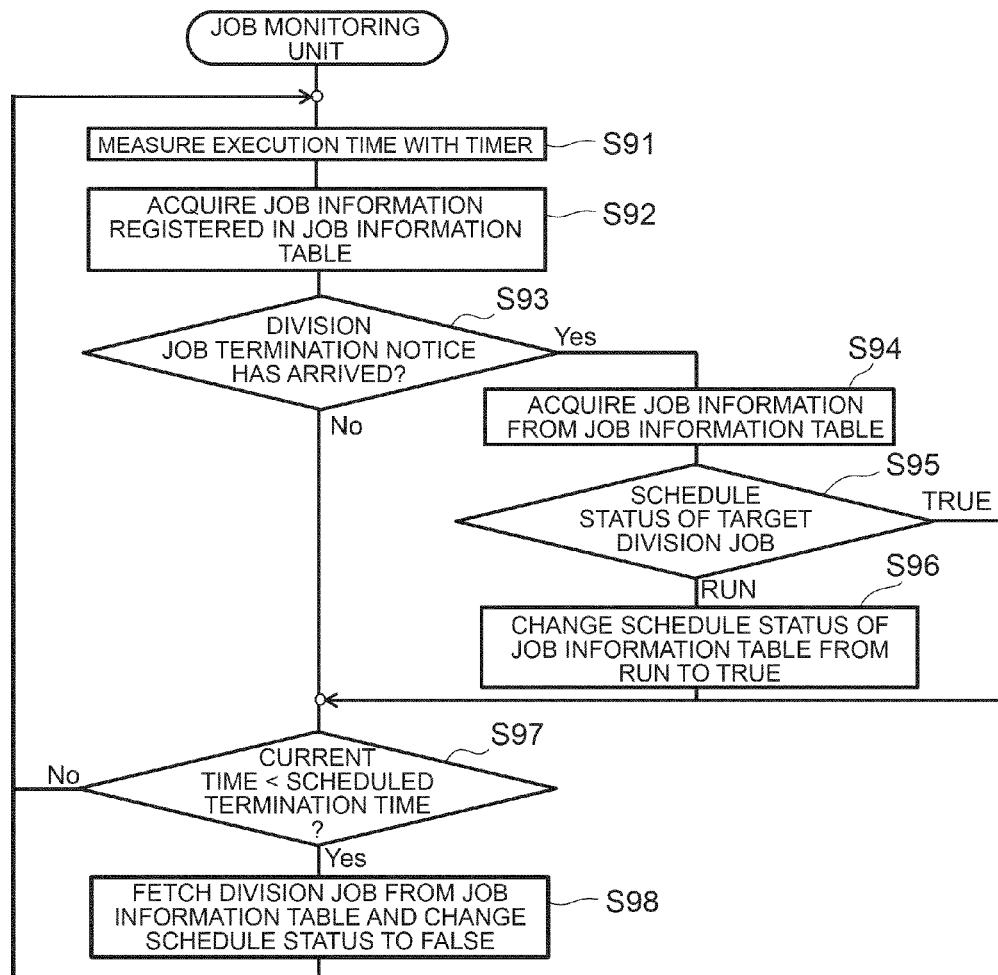 JOB MONITORING
UNIT
MEASURE EXECUTION TIME WITH TIMER
S91
ACQUIRE JOB INFORMATION
REGISTERED IN JOB INFORMATION
TABLE
S92
S93
DIVISION
JOB TERMINATION NOTICE
HAS ARRIVED?
Yes
No
S94
ACQUIRE JOB INFORMATION
FROM JOB INFORMATION TABLE
S95
SCHEDULE
STATUS OF TARGET
DIVISION JOB
TRUE
RUN
S96
CHANGE SCHEDULE STATUS OF
JOB INFORMATION TABLE FROM
RUN TO TRUE
S97
CURRENT
TIME < SCHEDULED
TERMINATION TIME
?
No
Yes
FETCH DIVISION JOB FROM JOB
INFORMATION TABLE AND CHANGE
SCHEDULE STATUS TO FALSE
S98